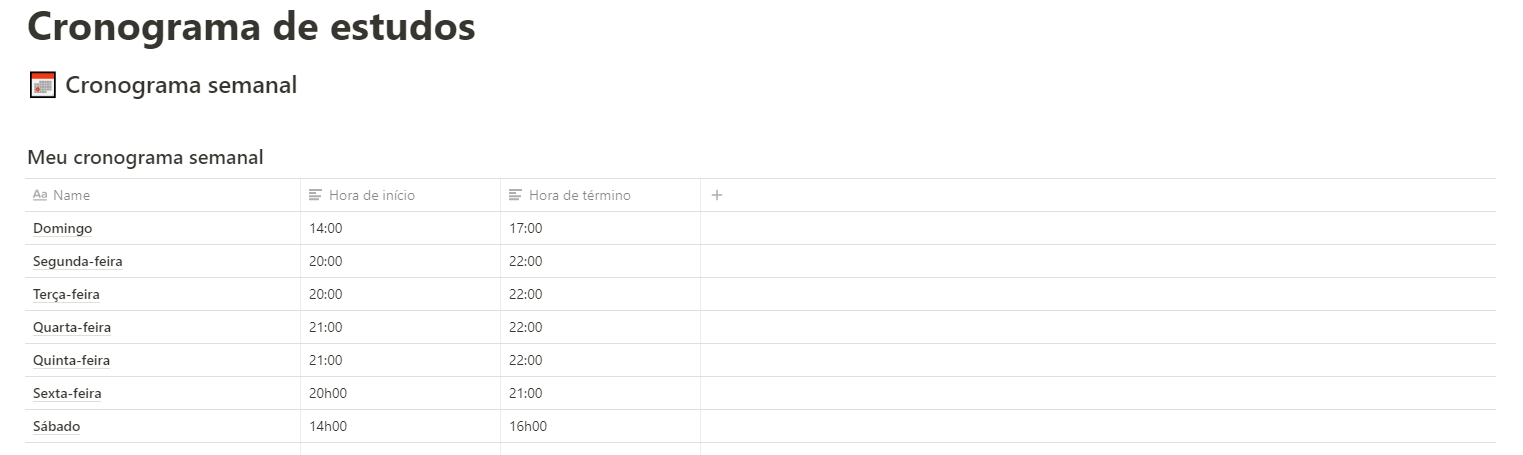 Cronograma de estudos
Cronograma semanal
Meu cronograma semanal
Aa Name Hora de início Hora de término +
Domingo 14:00 17:00
Segunda-feira 20:00 22:00
Terça-feira 20:00 22:00
Quarta-feira 21:00 22:00
Quinta-feira 21:00 22:00
Sexta-feira 20h00 21:00
Sábado 14h00 16h00